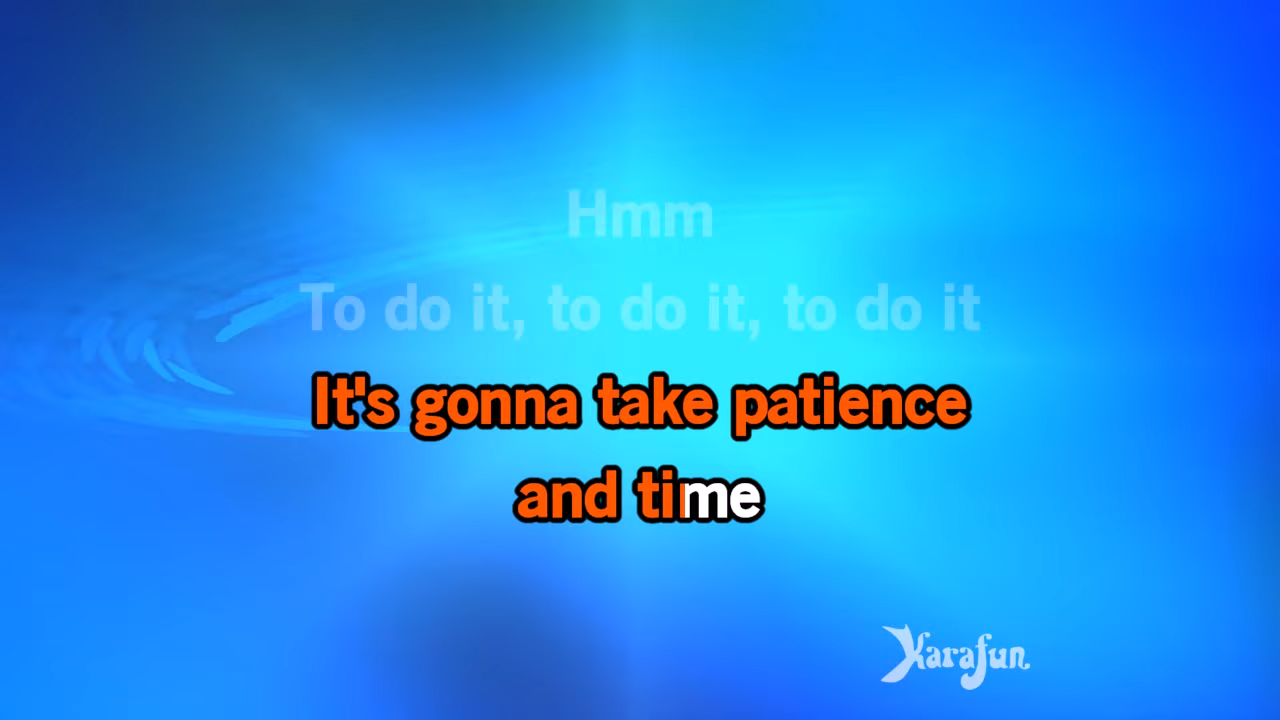 Hmm
To do it, to do it, to do it
It's gonna take patience
and time
Karafun